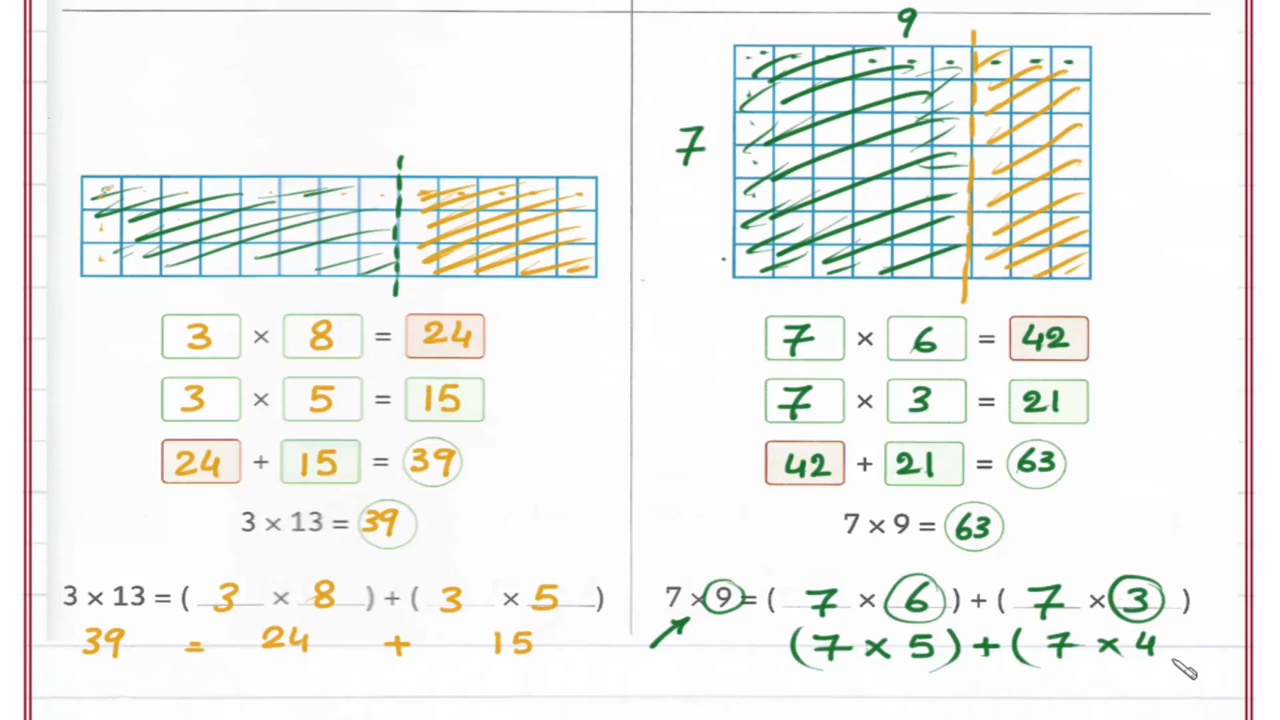 9
7
3 × 8 = 24
3 × 5 = 15
24 + 15 = 39
3 × 13 = 39
3 × 13 = ( 3 × 8 ) + ( 3 × 5 )
39 = 24 + 15
7 × 6 = 42
7 × 3 = 21
42 + 21 = 63
7 × 9 = 63
7 × 9 = ( 7 × 6 ) + ( 7 × 3 )
(7 × 5) + ( 7 × 4